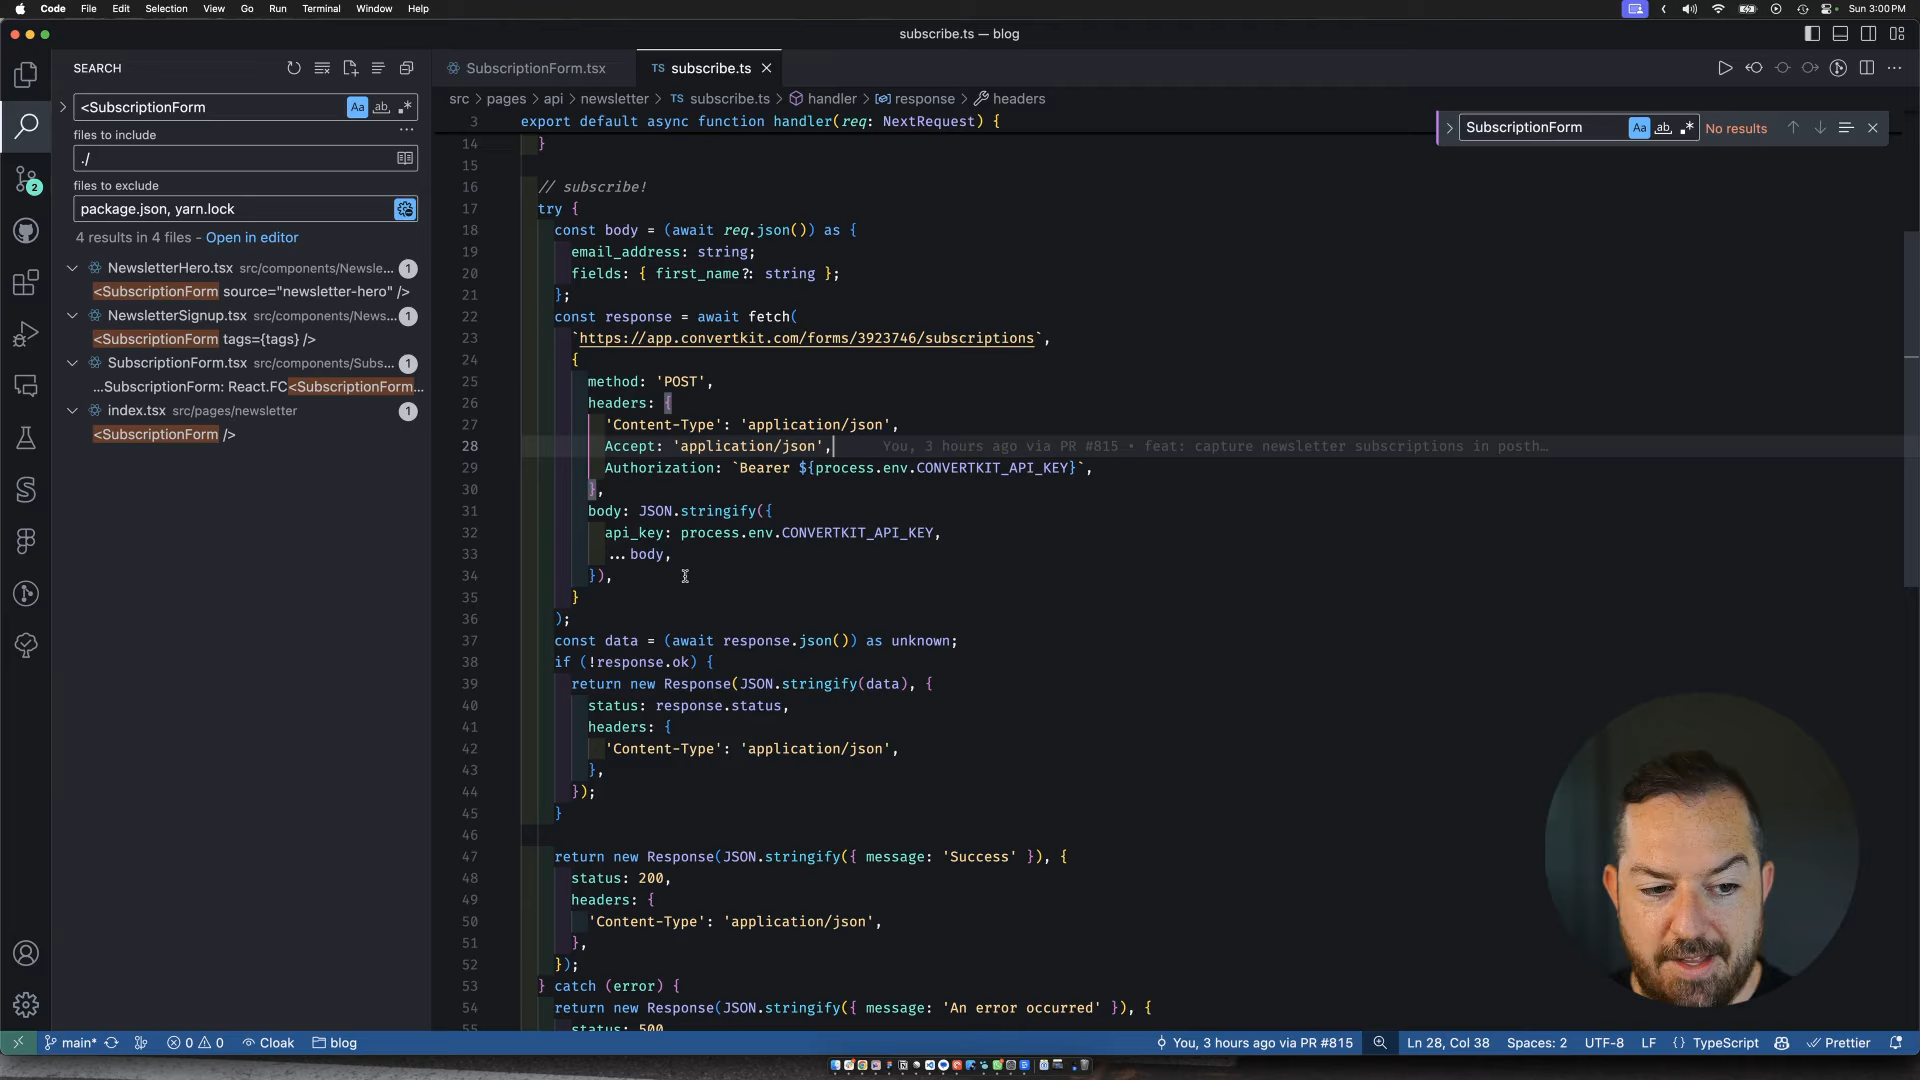 Code File Edit Selection View Go Run Terminal Window Help
Sun 3:00 PM
subscribe.ts — blog
SEARCH
SubscriptionForm.tsx
TS subscribe.ts
<SubscriptionForm
Aa ab
files to include
./
files to exclude
package.json, yarn.lock
4 results in 4 files - Open in editor
NewsletterHero.tsx src/components/Newsle... 1
<SubscriptionForm source="newsletter-hero" />
NewsletterSignup.tsx src/components/News... 1
<SubscriptionForm tags={tags} />
SubscriptionForm.tsx src/components/Subs... 1
...SubscriptionForm: React.FC<SubscriptionForm...
index.tsx src/pages/newsletter 1
<SubscriptionForm />
2
src > pages > api > newsletter > TS subscribe.ts > handler > response > headers
SubscriptionForm Aa ab No results
3 export default async function handler(req: NextRequest) {
14 }
15
16 // subscribe!
17 try {
18 const body = (await req.json()) as {
19 email_address: string;
20 fields: { first_name?: string };
21 };
22 const response = await fetch(
23 `https://app.convertkit.com/forms/3923746/subscriptions`,
24 {
25 method: 'POST',
26 headers: {
27 'Content-Type': 'application/json',
28 Accept: 'application/json', You, 3 hours ago via PR #815 • feat: capture newsletter subscriptions in posth…
29 Authorization: `Bearer ${process.env.CONVERTKIT_API_KEY}`,
30 },
31 body: JSON.stringify({
32 api_key: process.env.CONVERTKIT_API_KEY,
33 ...body,
34 }),
35 }
36 );
37 const data = (await response.json()) as unknown;
38 if (!response.ok) {
39 return new Response(JSON.stringify(data), {
40 status: response.status,
41 headers: {
42 'Content-Type': 'application/json',
43 },
44 });
45 }
46
47 return new Response(JSON.stringify({ message: 'Success' }), {
48 status: 200,
49 headers: {
50 'Content-Type': 'application/json',
51 },
52 });
53 } catch (error) {
54 return new Response(JSON.stringify({ message: 'An error occurred' }), {
55 status: 500
main* 0 0 Cloak blog
You, 3 hours ago via PR #815 Ln 28, Col 38 Spaces: 2 UTF-8 LF {} TypeScript Prettier